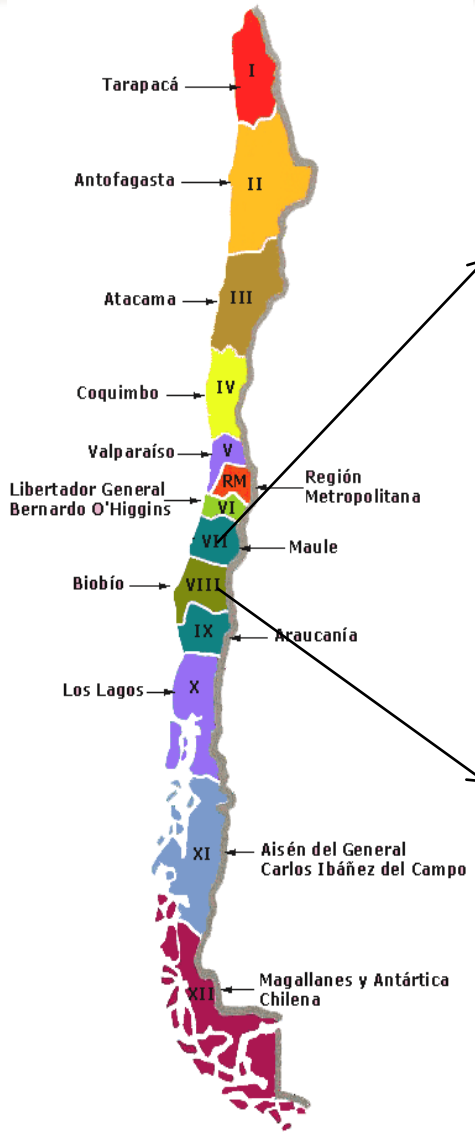 I
Tarapacá
II
Antofagasta
III
Atacama
IV
Coquimbo
V
Valparaíso
RM
Región
Metropolitana
Libertador General
Bernardo O'Higgins
VI
VII
Maule
Biobío
VIII
IX
Araucanía
X
Los Lagos
XI
Aisén del General
Carlos Ibáñez del Campo
XII
Magallanes y Antártica
Chilena